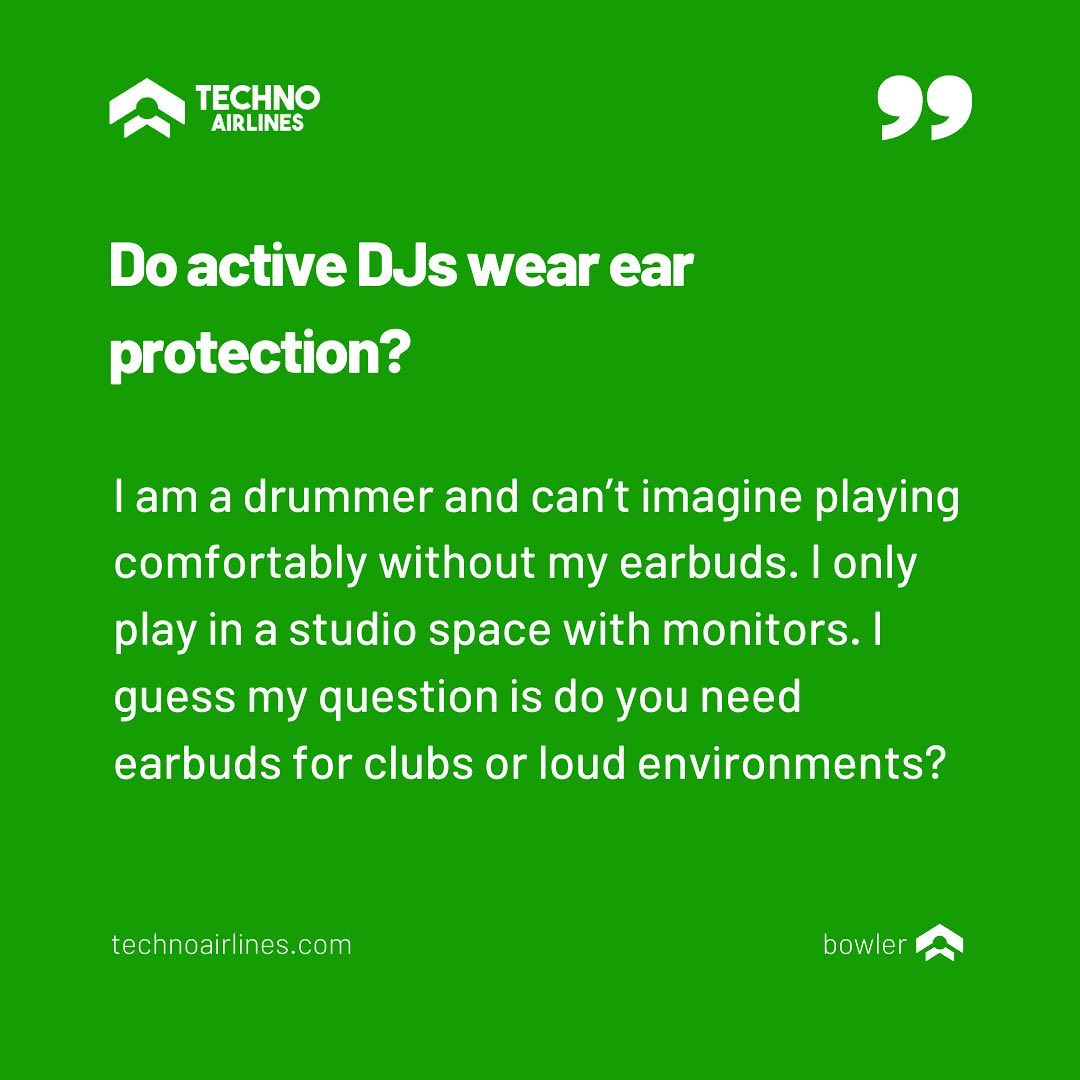 TECHNO
AIRLINES
”
Do active DJs wear ear
protection?
I am a drummer and can’t imagine playing
comfortably without my earbuds. I only
play in a studio space with monitors. I
guess my question is do you need
earbuds for clubs or loud environments?
technoairlines.com
bowler